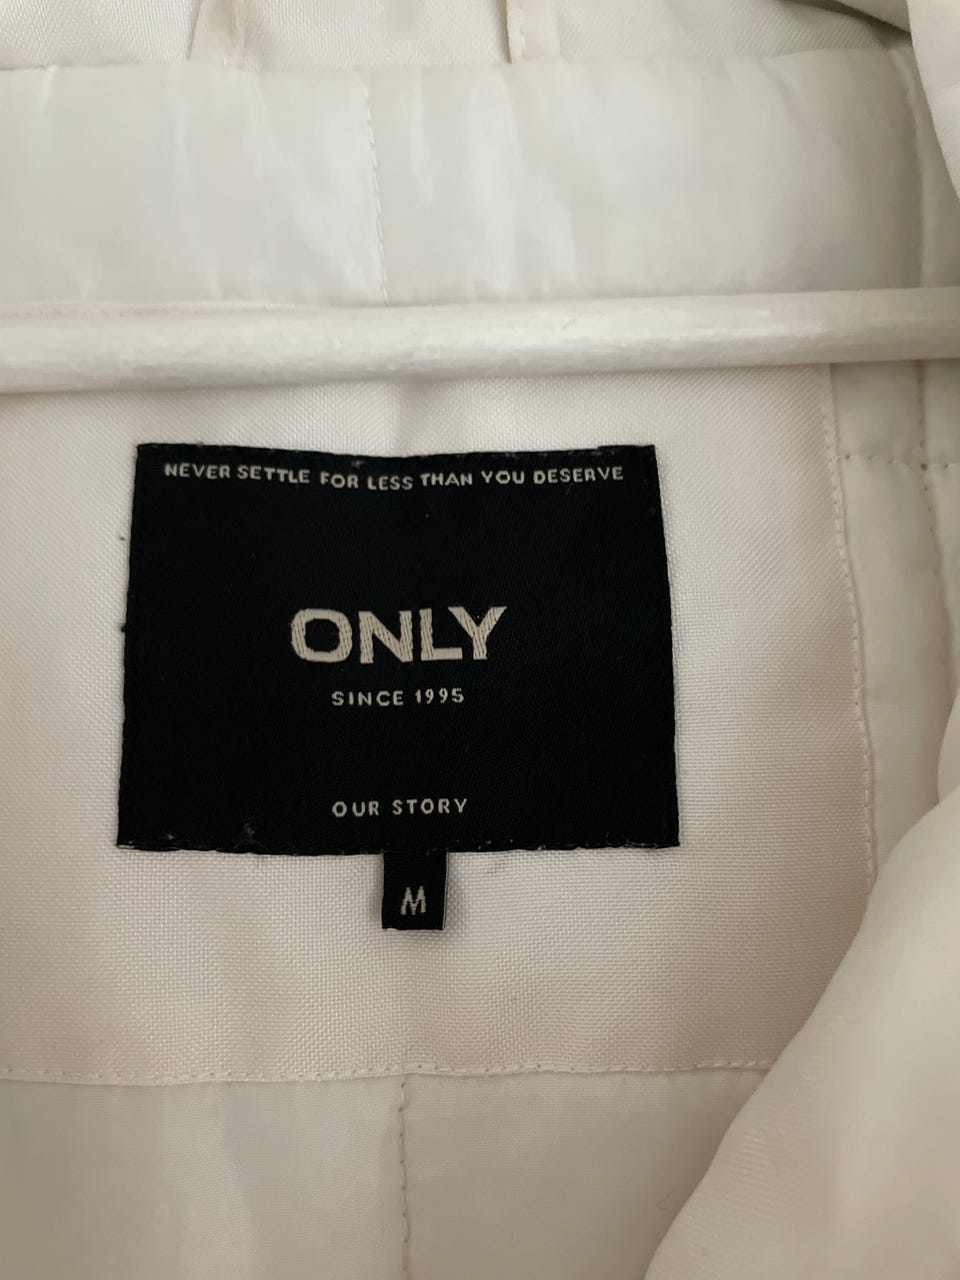 NEVER SETTLE FOR LESS THAN YOU DESERVE
ONLY
SINCE 1995
OUR STORY
M